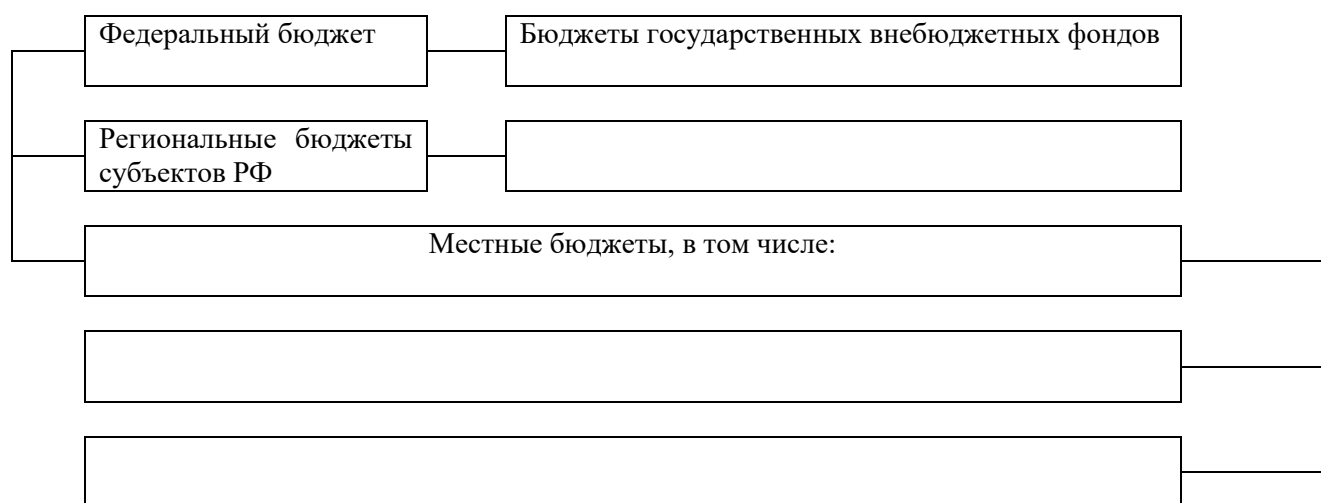 Федеральный бюджет
Бюджеты государственных внебюджетных фондов
Региональные бюджеты
субъектов РФ
Местные бюджеты, в том числе: